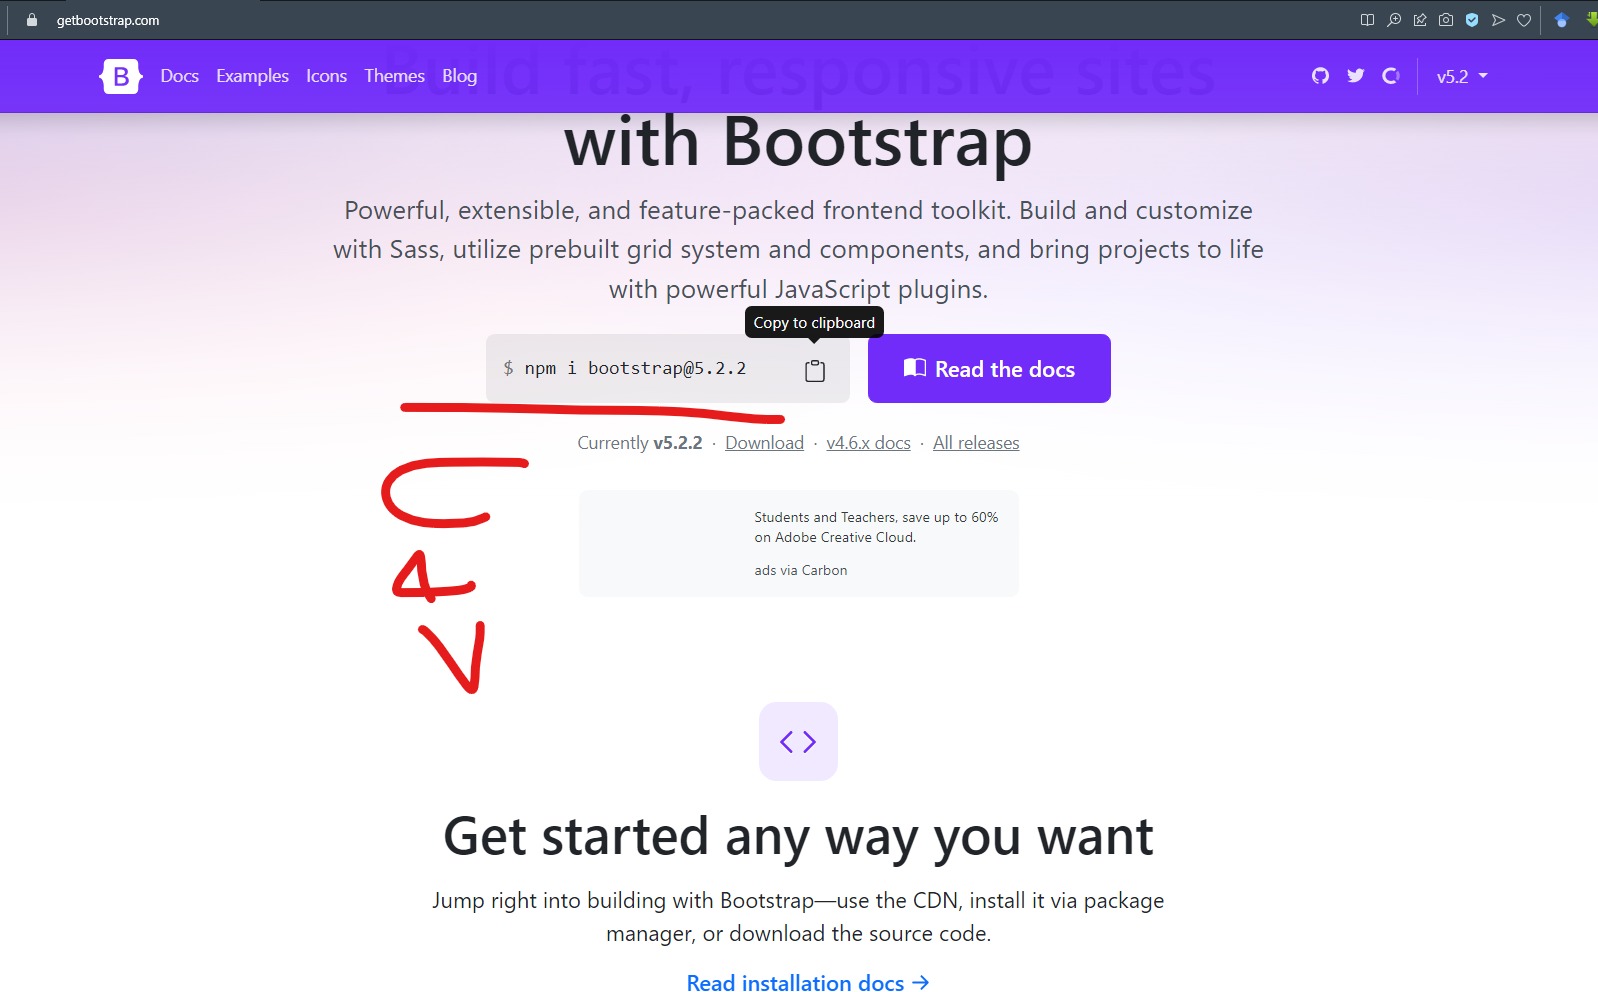 getbootstrap.com
Docs Examples Icons Themes Blog v5.2
Build fast, responsive sites
with Bootstrap
Powerful, extensible, and feature-packed frontend toolkit. Build and customize
with Sass, utilize prebuilt grid system and components, and bring projects to life
with powerful JavaScript plugins.
Copy to clipboard
$ npm i bootstrap@5.2.2
Read the docs
Currently v5.2.2 · Download · v4.6.x docs · All releases
Students and Teachers, save up to 60%
on Adobe Creative Cloud.
ads via Carbon
Get started any way you want
Jump right into building with Bootstrap—use the CDN, install it via package
manager, or download the source code.
Read installation docs →